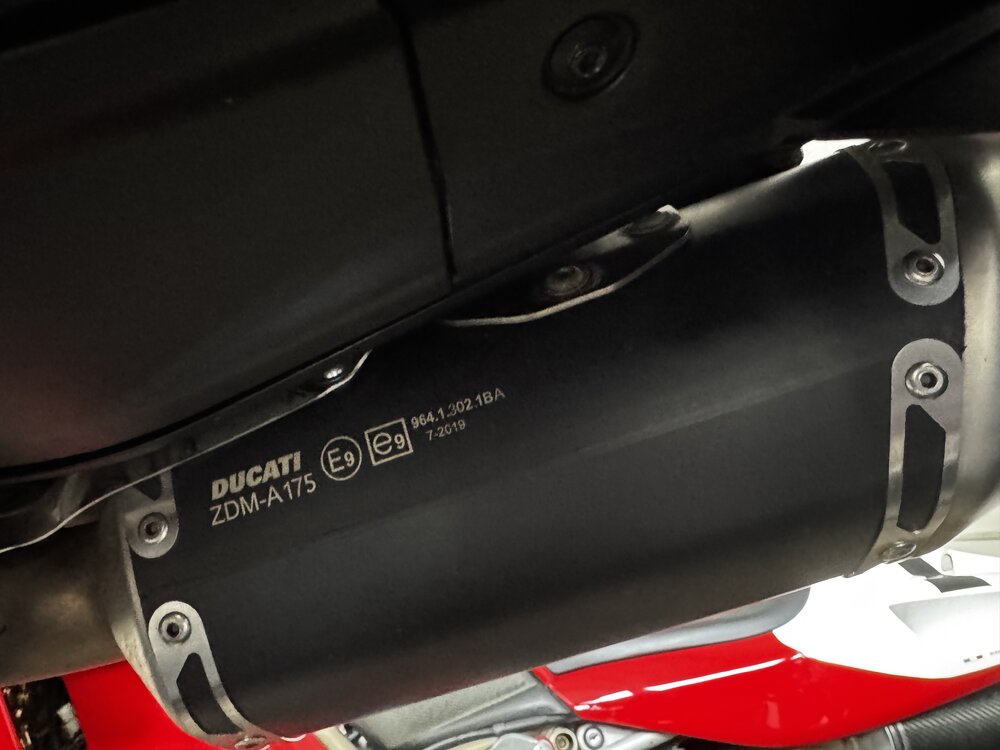 DUCATI
ZDM-A175
E9
e9
964.1.302.1BA
7-2019